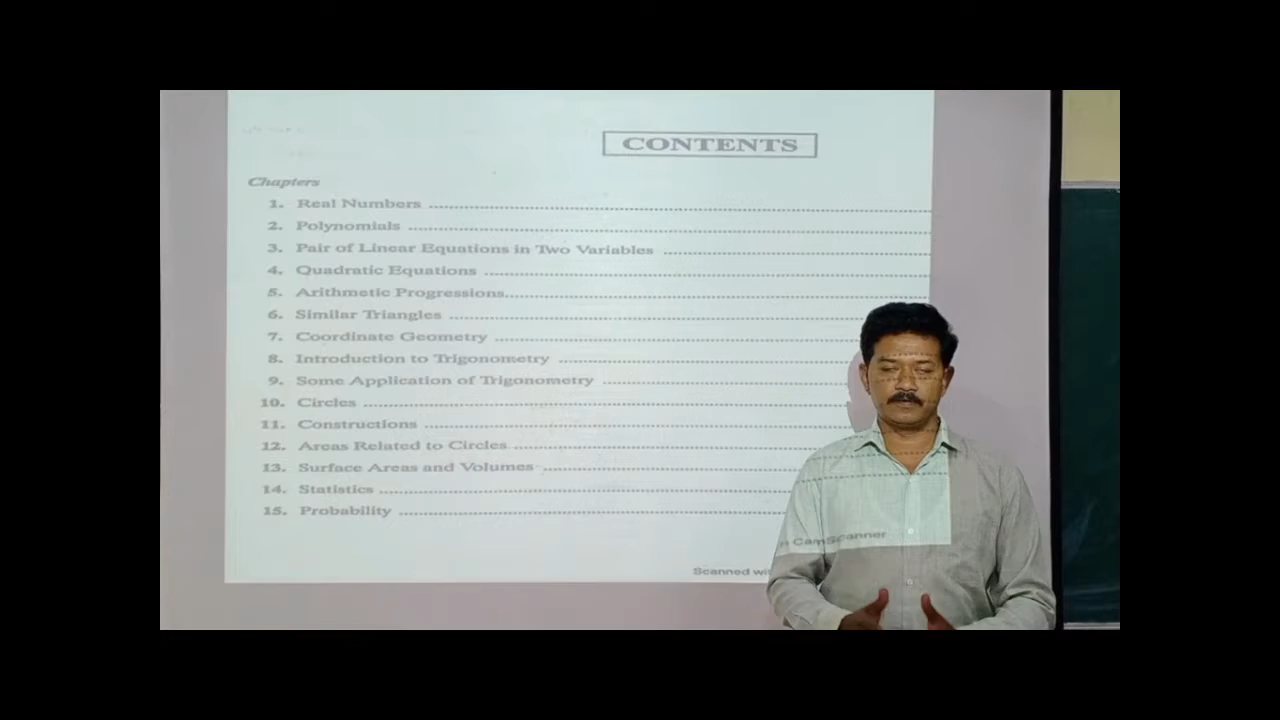 CONTENTS
Chapters
1. Real Numbers
2. Polynomials
3. Pair of Linear Equations in Two Variables
4. Quadratic Equations
5. Arithmetic Progressions
6. Similar Triangles
7. Coordinate Geometry
8. Introduction to Trigonometry
9. Some Application of Trigonometry
10. Circles
11. Constructions
12. Areas Related to Circles
13. Surface Areas and Volumes
14. Statistics
15. Probability
CamScanner
Scanned